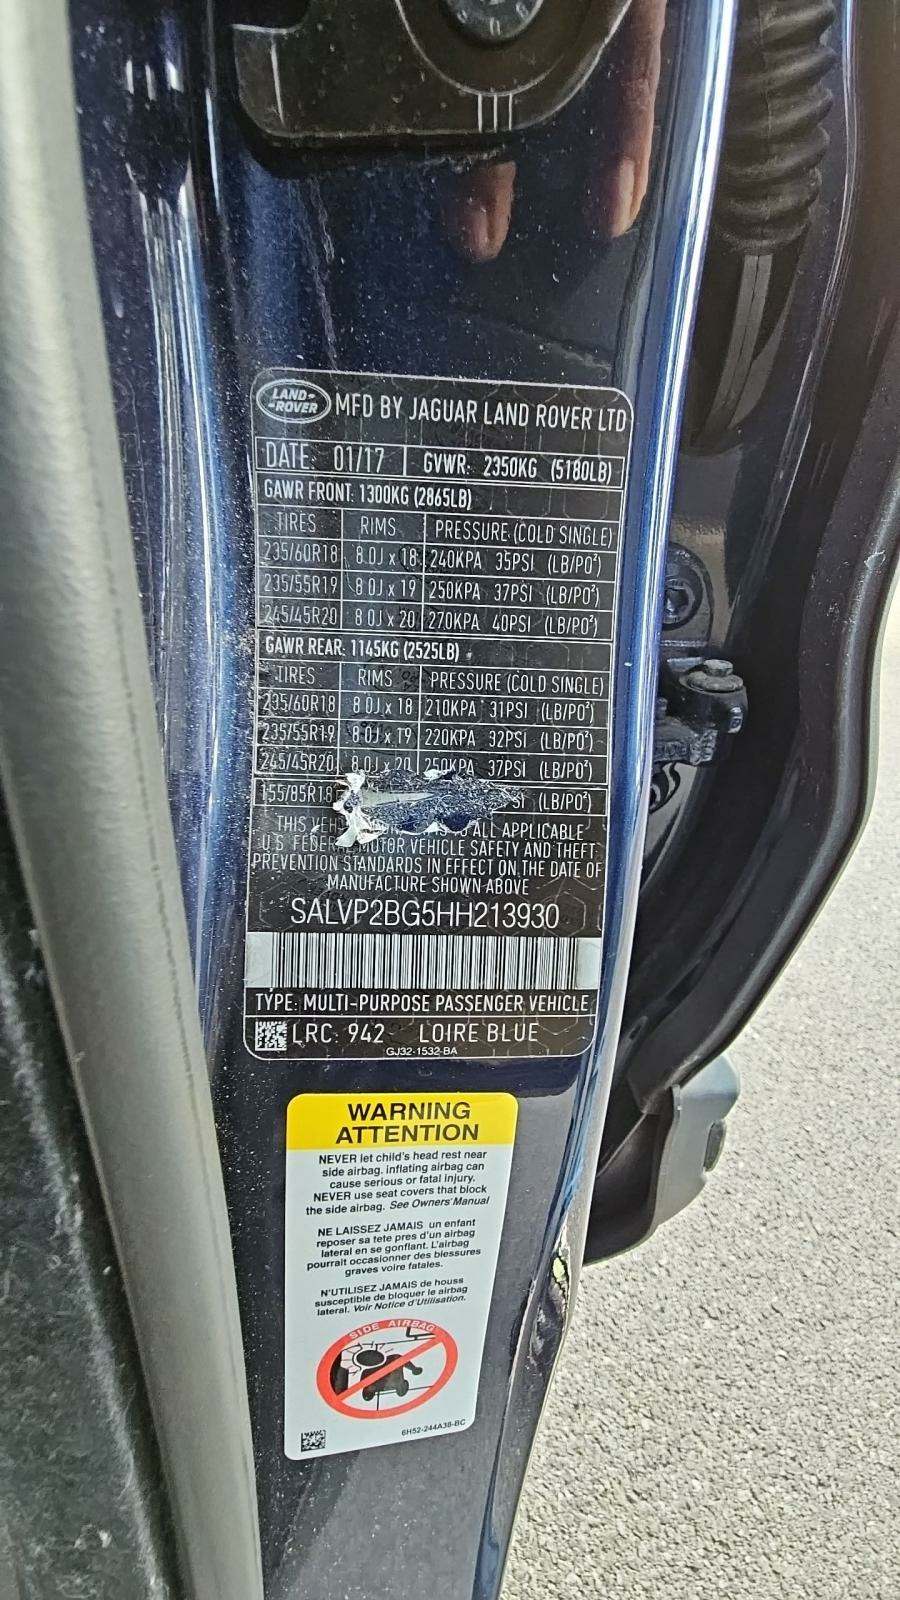 LAND-
-ROVER
MFD BY JAGUAR LAND ROVER LTD
DATE: 01/17 GVWR: 2350KG (5180LB)
GAWR FRONT: 1300KG (2865LB)
TIRES RIMS PRESSURE (COLD SINGLE)
235/60R18 8.0J x 18 240KPA 35PSI (LB/PO²)
235/55R19 8.0J x 19 250KPA 37PSI (LB/PO²)
245/45R20 8.0J x 20 270KPA 40PSI (LB/PO²)
GAWR REAR: 1145KG (2525LB)
TIRES RIMS PRESSURE (COLD SINGLE)
235/60R18 8.0J x 18 210KPA 31PSI (LB/PO²)
235/55R19 8.0J x 19 220KPA 32PSI (LB/PO²)
245/45R20 8.0J x 20 250KPA 37PSI (LB/PO²)
155/85R18 (LB/PO²)
THIS TO ALL APPLICABLE
U.S. FEDERAL MOTOR VEHICLE SAFETY AND THEFT
PREVENTION STANDARDS IN EFFECT ON THE DATE OF
MANUFACTURE SHOWN ABOVE
SALVP2BG5HH213930
TYPE: MULTI-PURPOSE PASSENGER VEHICLE
LRC: 942 LOIRE BLUE
GJ32-1532-BA
WARNING
ATTENTION
NEVER let child's head rest near
side airbag. inflating airbag can
cause serious or fatal injury.
NEVER use seat covers that block
the side airbag. See Owners Manual
NE LAISSEZ JAMAIS un enfant
reposer sa tete pres d'un airbag
lateral en se gonflant. L'airbag
pourrait occasionner des blessures
graves voire fatales.
N'UTILISEZ JAMAIS de houss
susceptible de bloquer le airbag
lateral. Voir Notice d'Utilisation.
SIDE AIRBAG
6H52-244A38-BC